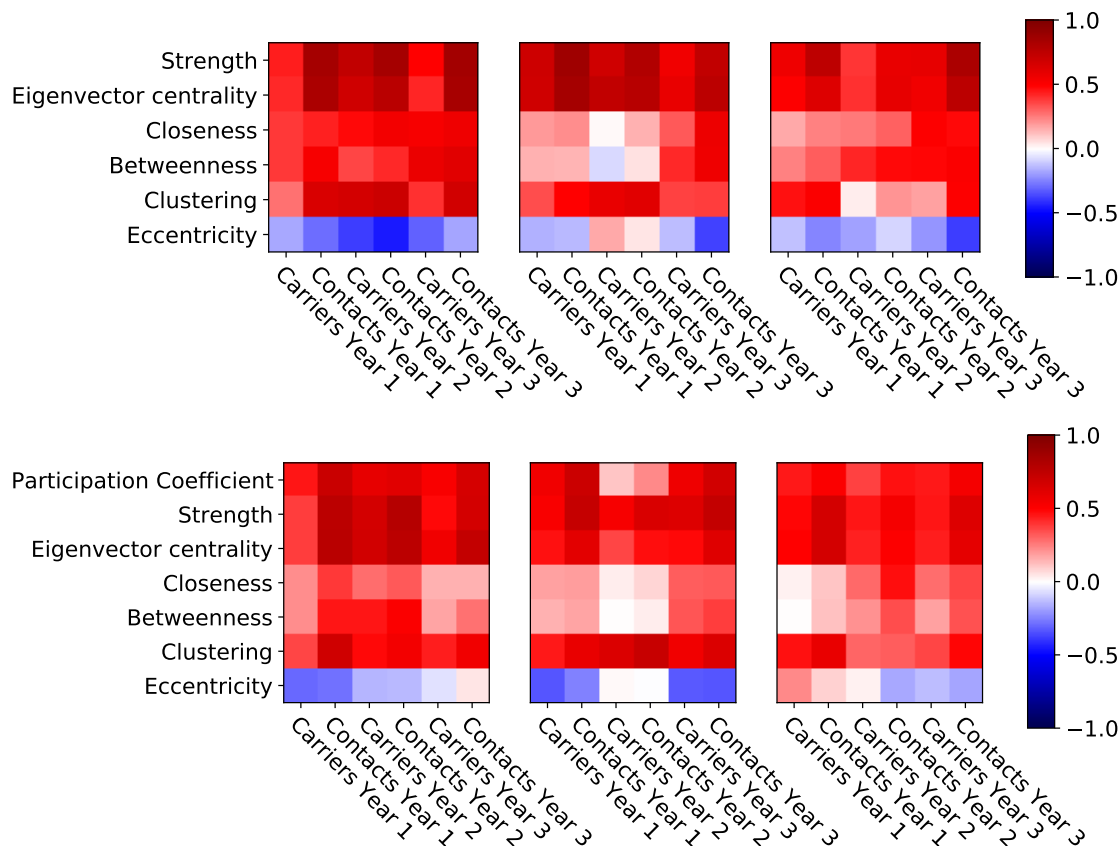 Strength
Eigenvector centrality
Closeness
Betweenness
Clustering
Eccentricity
Carriers Year 1
Contacts Year 1
Carriers Year 2
Contacts Year 2
Carriers Year 3
Contacts Year 3
Carriers Year 1
Contacts Year 1
Carriers Year 2
Contacts Year 2
Carriers Year 3
Contacts Year 3
Carriers Year 1
Contacts Year 1
Carriers Year 2
Contacts Year 2
Carriers Year 3
Contacts Year 3
1.0
0.5
0.0
−0.5
−1.0
Participation Coefficient
Strength
Eigenvector centrality
Closeness
Betweenness
Clustering
Eccentricity
Carriers Year 1
Contacts Year 1
Carriers Year 2
Contacts Year 2
Carriers Year 3
Contacts Year 3
Carriers Year 1
Contacts Year 1
Carriers Year 2
Contacts Year 2
Carriers Year 3
Contacts Year 3
Carriers Year 1
Contacts Year 1
Carriers Year 2
Contacts Year 2
Carriers Year 3
Contacts Year 3
1.0
0.5
0.0
−0.5
−1.0